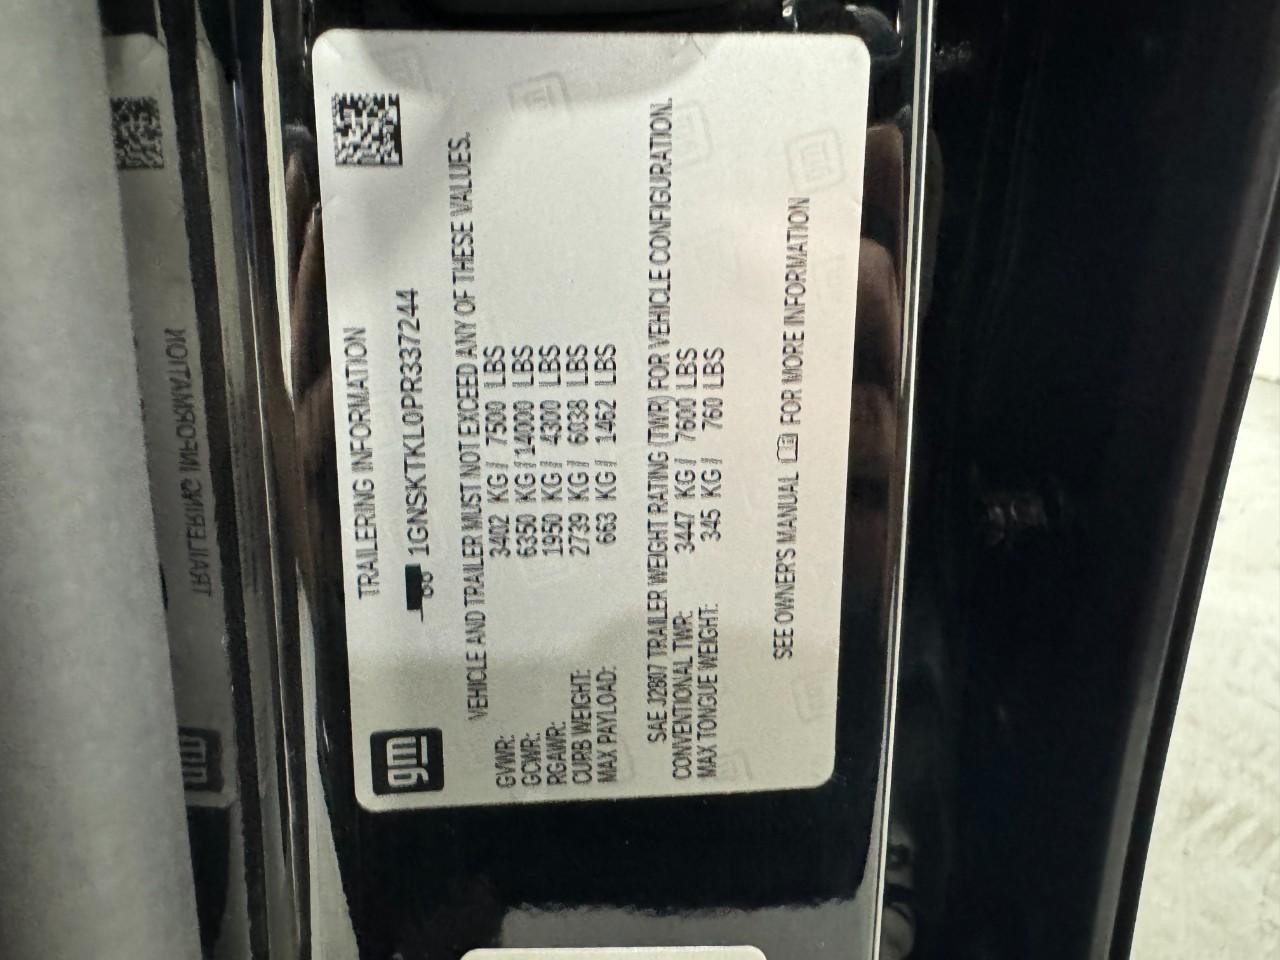 gm
TRAILERING INFORMATION
1GNSKTKL0PR337244
VEHICLE AND TRAILER MUST NOT EXCEED ANY OF THESE VALUES.
GVWR: 3402 KG / 7500 LBS
GCWR: 6350 KG / 14000 LBS
RGAWR: 1950 KG / 4300 LBS
CURB WEIGHT: 2739 KG / 6038 LBS
MAX PAYLOAD: 663 KG / 1462 LBS
SAE J2807 TRAILER WEIGHT RATING (TWR) FOR VEHICLE CONFIGURATION.
CONVENTIONAL TWR: 3447 KG / 7600 LBS
MAX TONGUE WEIGHT: 345 KG / 760 LBS
SEE OWNER'S MANUAL FOR MORE INFORMATION